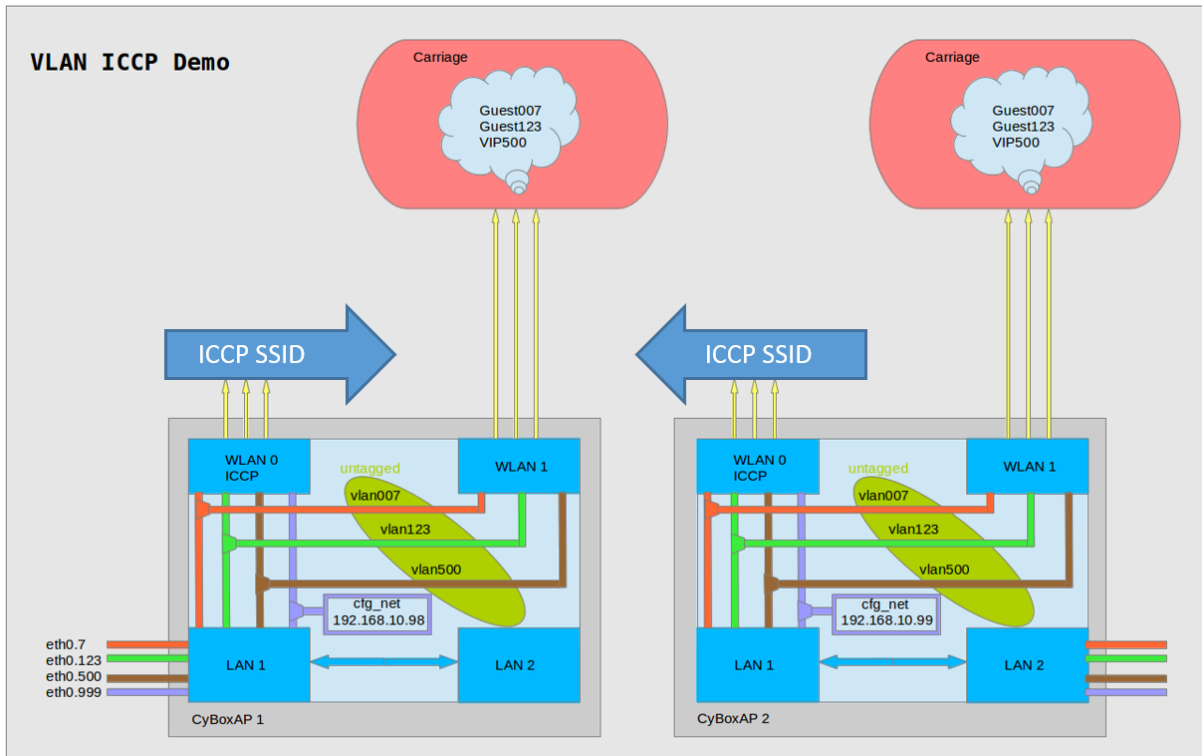 VLAN ICCP Demo
Carriage
Guest007
Guest123
VIP500
Carriage
Guest007
Guest123
VIP500
ICCP SSID
ICCP SSID
WLAN 0
ICCP
WLAN 1
untagged
vlan007
vlan123
vlan500
cfg_net
192.168.10.98
LAN 1
LAN 2
eth0.7
eth0.123
eth0.500
eth0.999
CyBoxAP 1
WLAN 0
ICCP
WLAN 1
untagged
vlan007
vlan123
vlan500
cfg_net
192.168.10.99
LAN 1
LAN 2
CyBoxAP 2